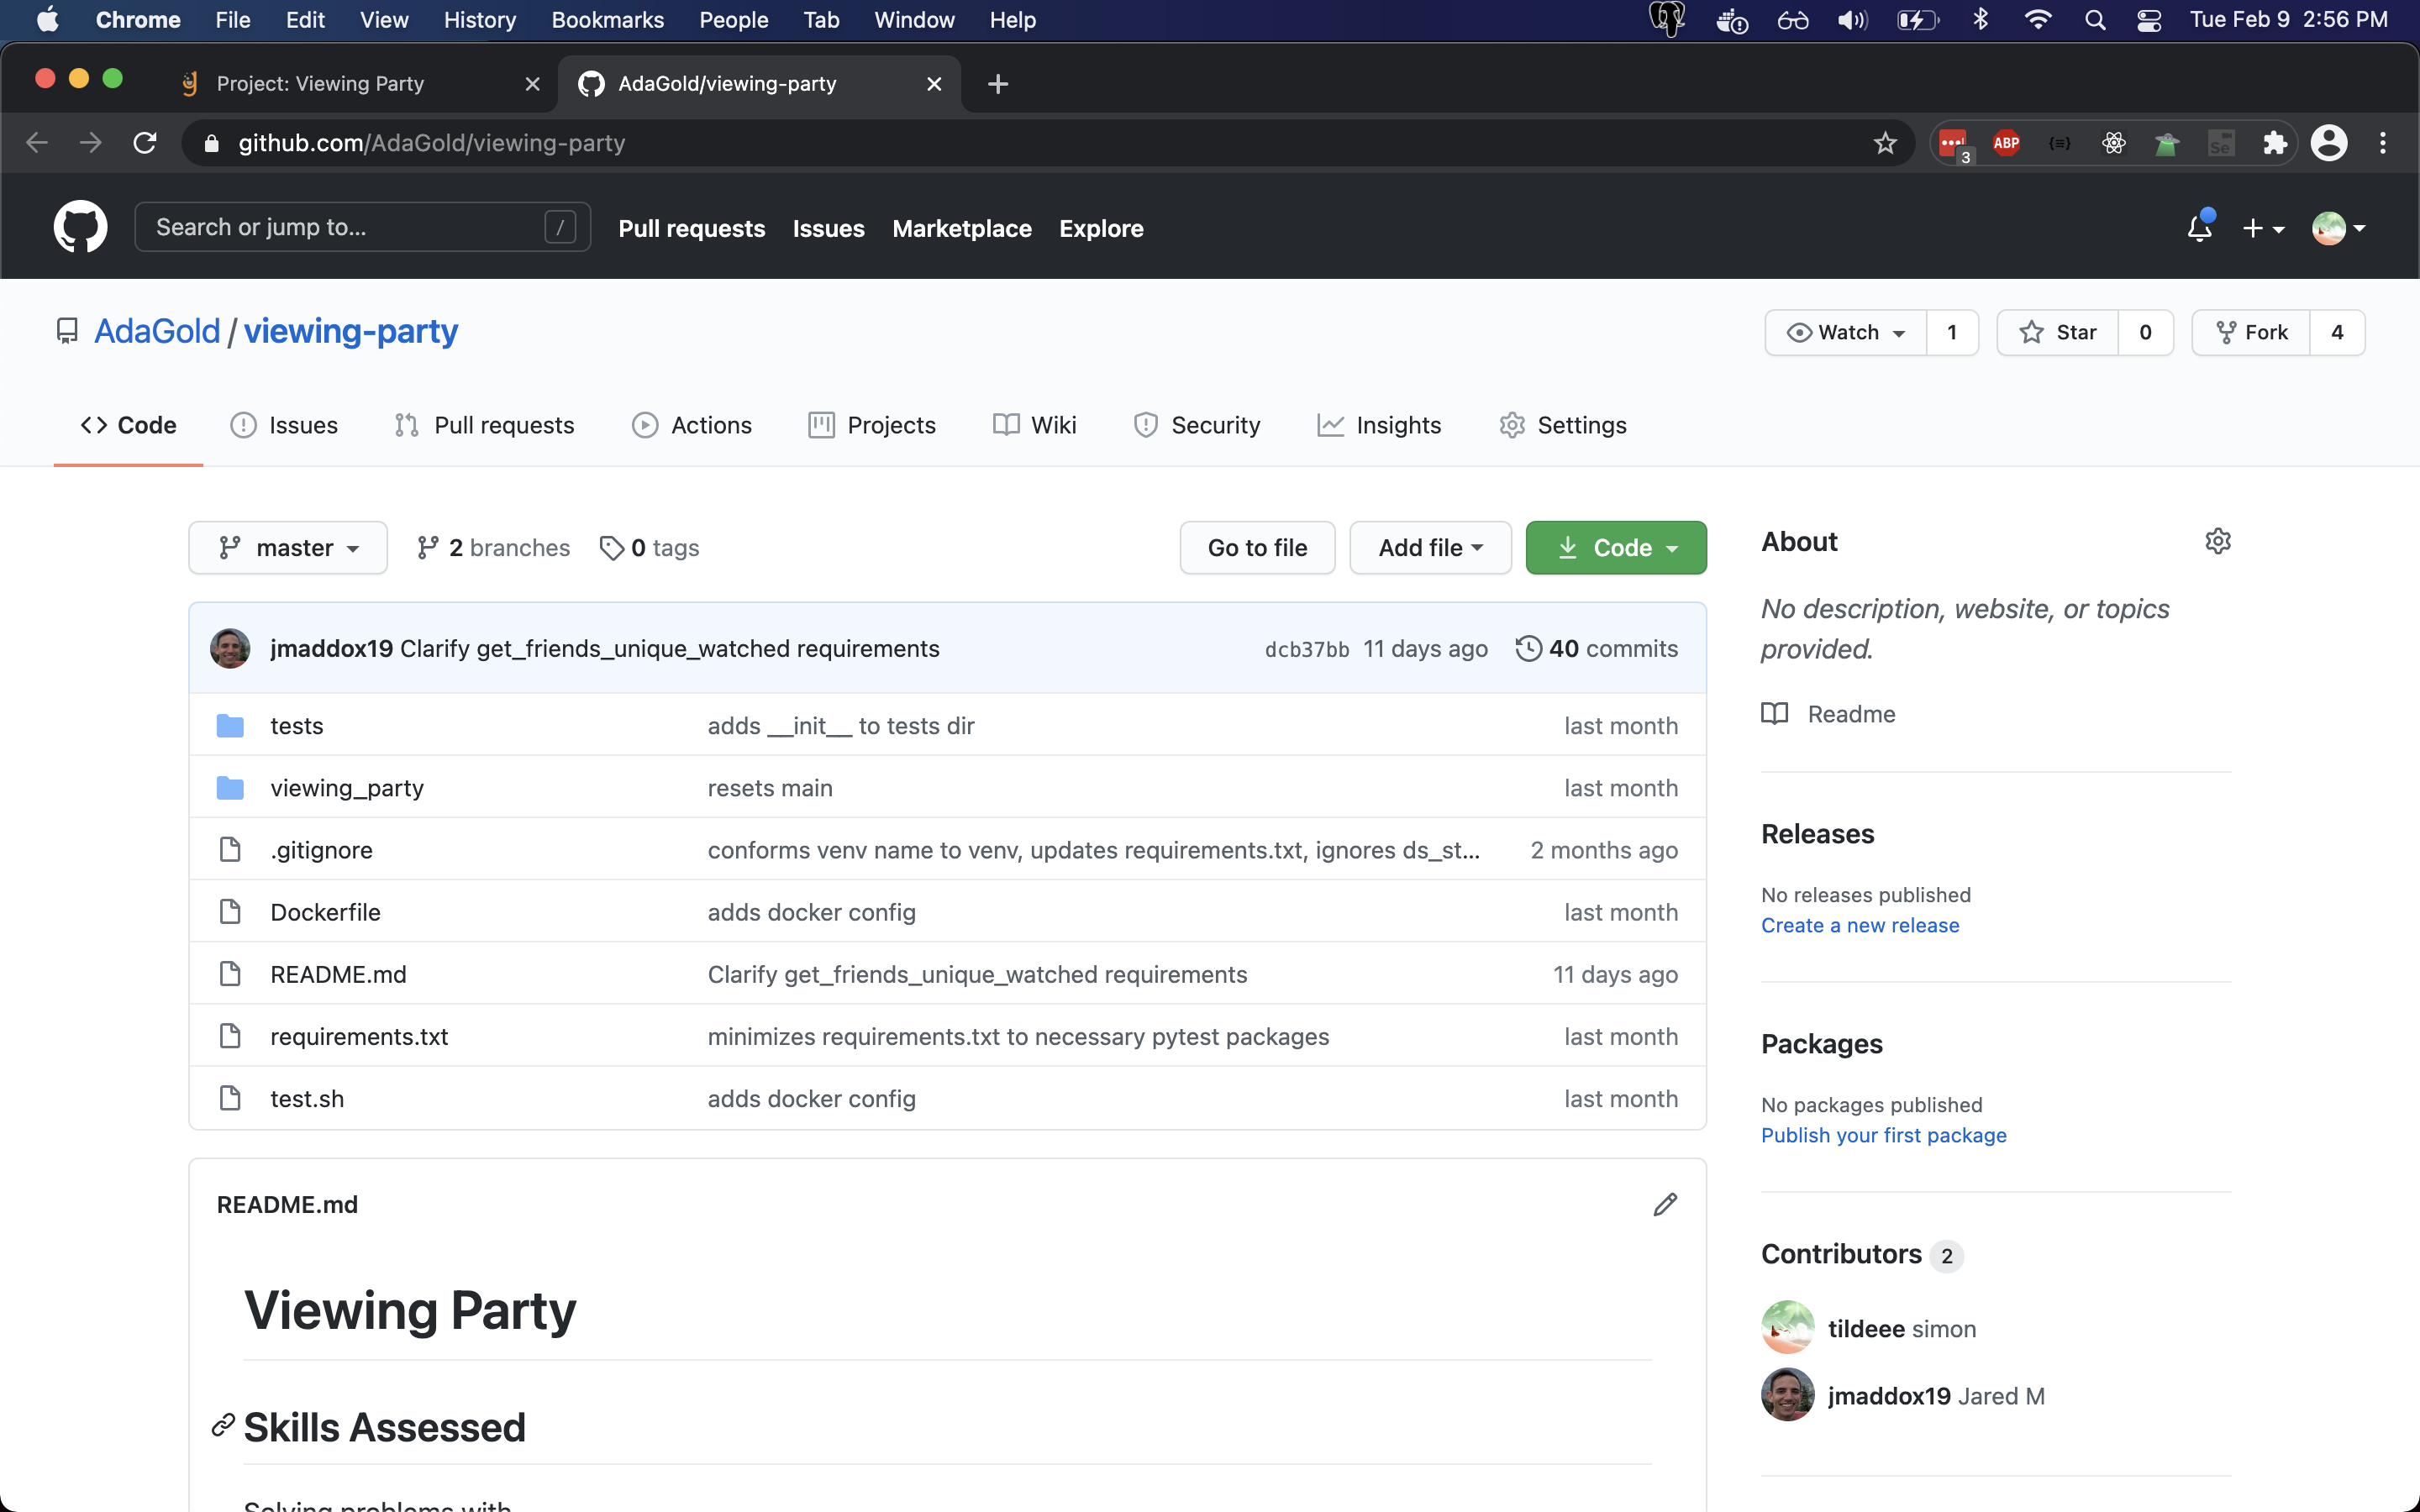 Chrome File Edit View History Bookmarks People Tab Window Help Tue Feb 9 2:56 PM
Project: Viewing Party AdaGold/viewing-party
github.com/AdaGold/viewing-party 3 ABP {≡} Se
Search or jump to... / Pull requests Issues Marketplace Explore
AdaGold / viewing-party Watch 1 Star 0 Fork 4
Code Issues Pull requests Actions Projects Wiki Security Insights Settings
master 2 branches 0 tags Go to file Add file Code
jmaddox19 Clarify get_friends_unique_watched requirements dcb37bb 11 days ago 40 commits
tests adds __init__ to tests dir last month
viewing_party resets main last month
.gitignore conforms venv name to venv, updates requirements.txt, ignores ds_st... 2 months ago
Dockerfile adds docker config last month
README.md Clarify get_friends_unique_watched requirements 11 days ago
requirements.txt minimizes requirements.txt to necessary pytest packages last month
test.sh adds docker config last month
README.md
Viewing Party
Skills Assessed
Solving problems with
About
No description, website, or topics
provided.
Readme
Releases
No releases published
Create a new release
Packages
No packages published
Publish your first package
Contributors 2
tildeee simon
jmaddox19 Jared M